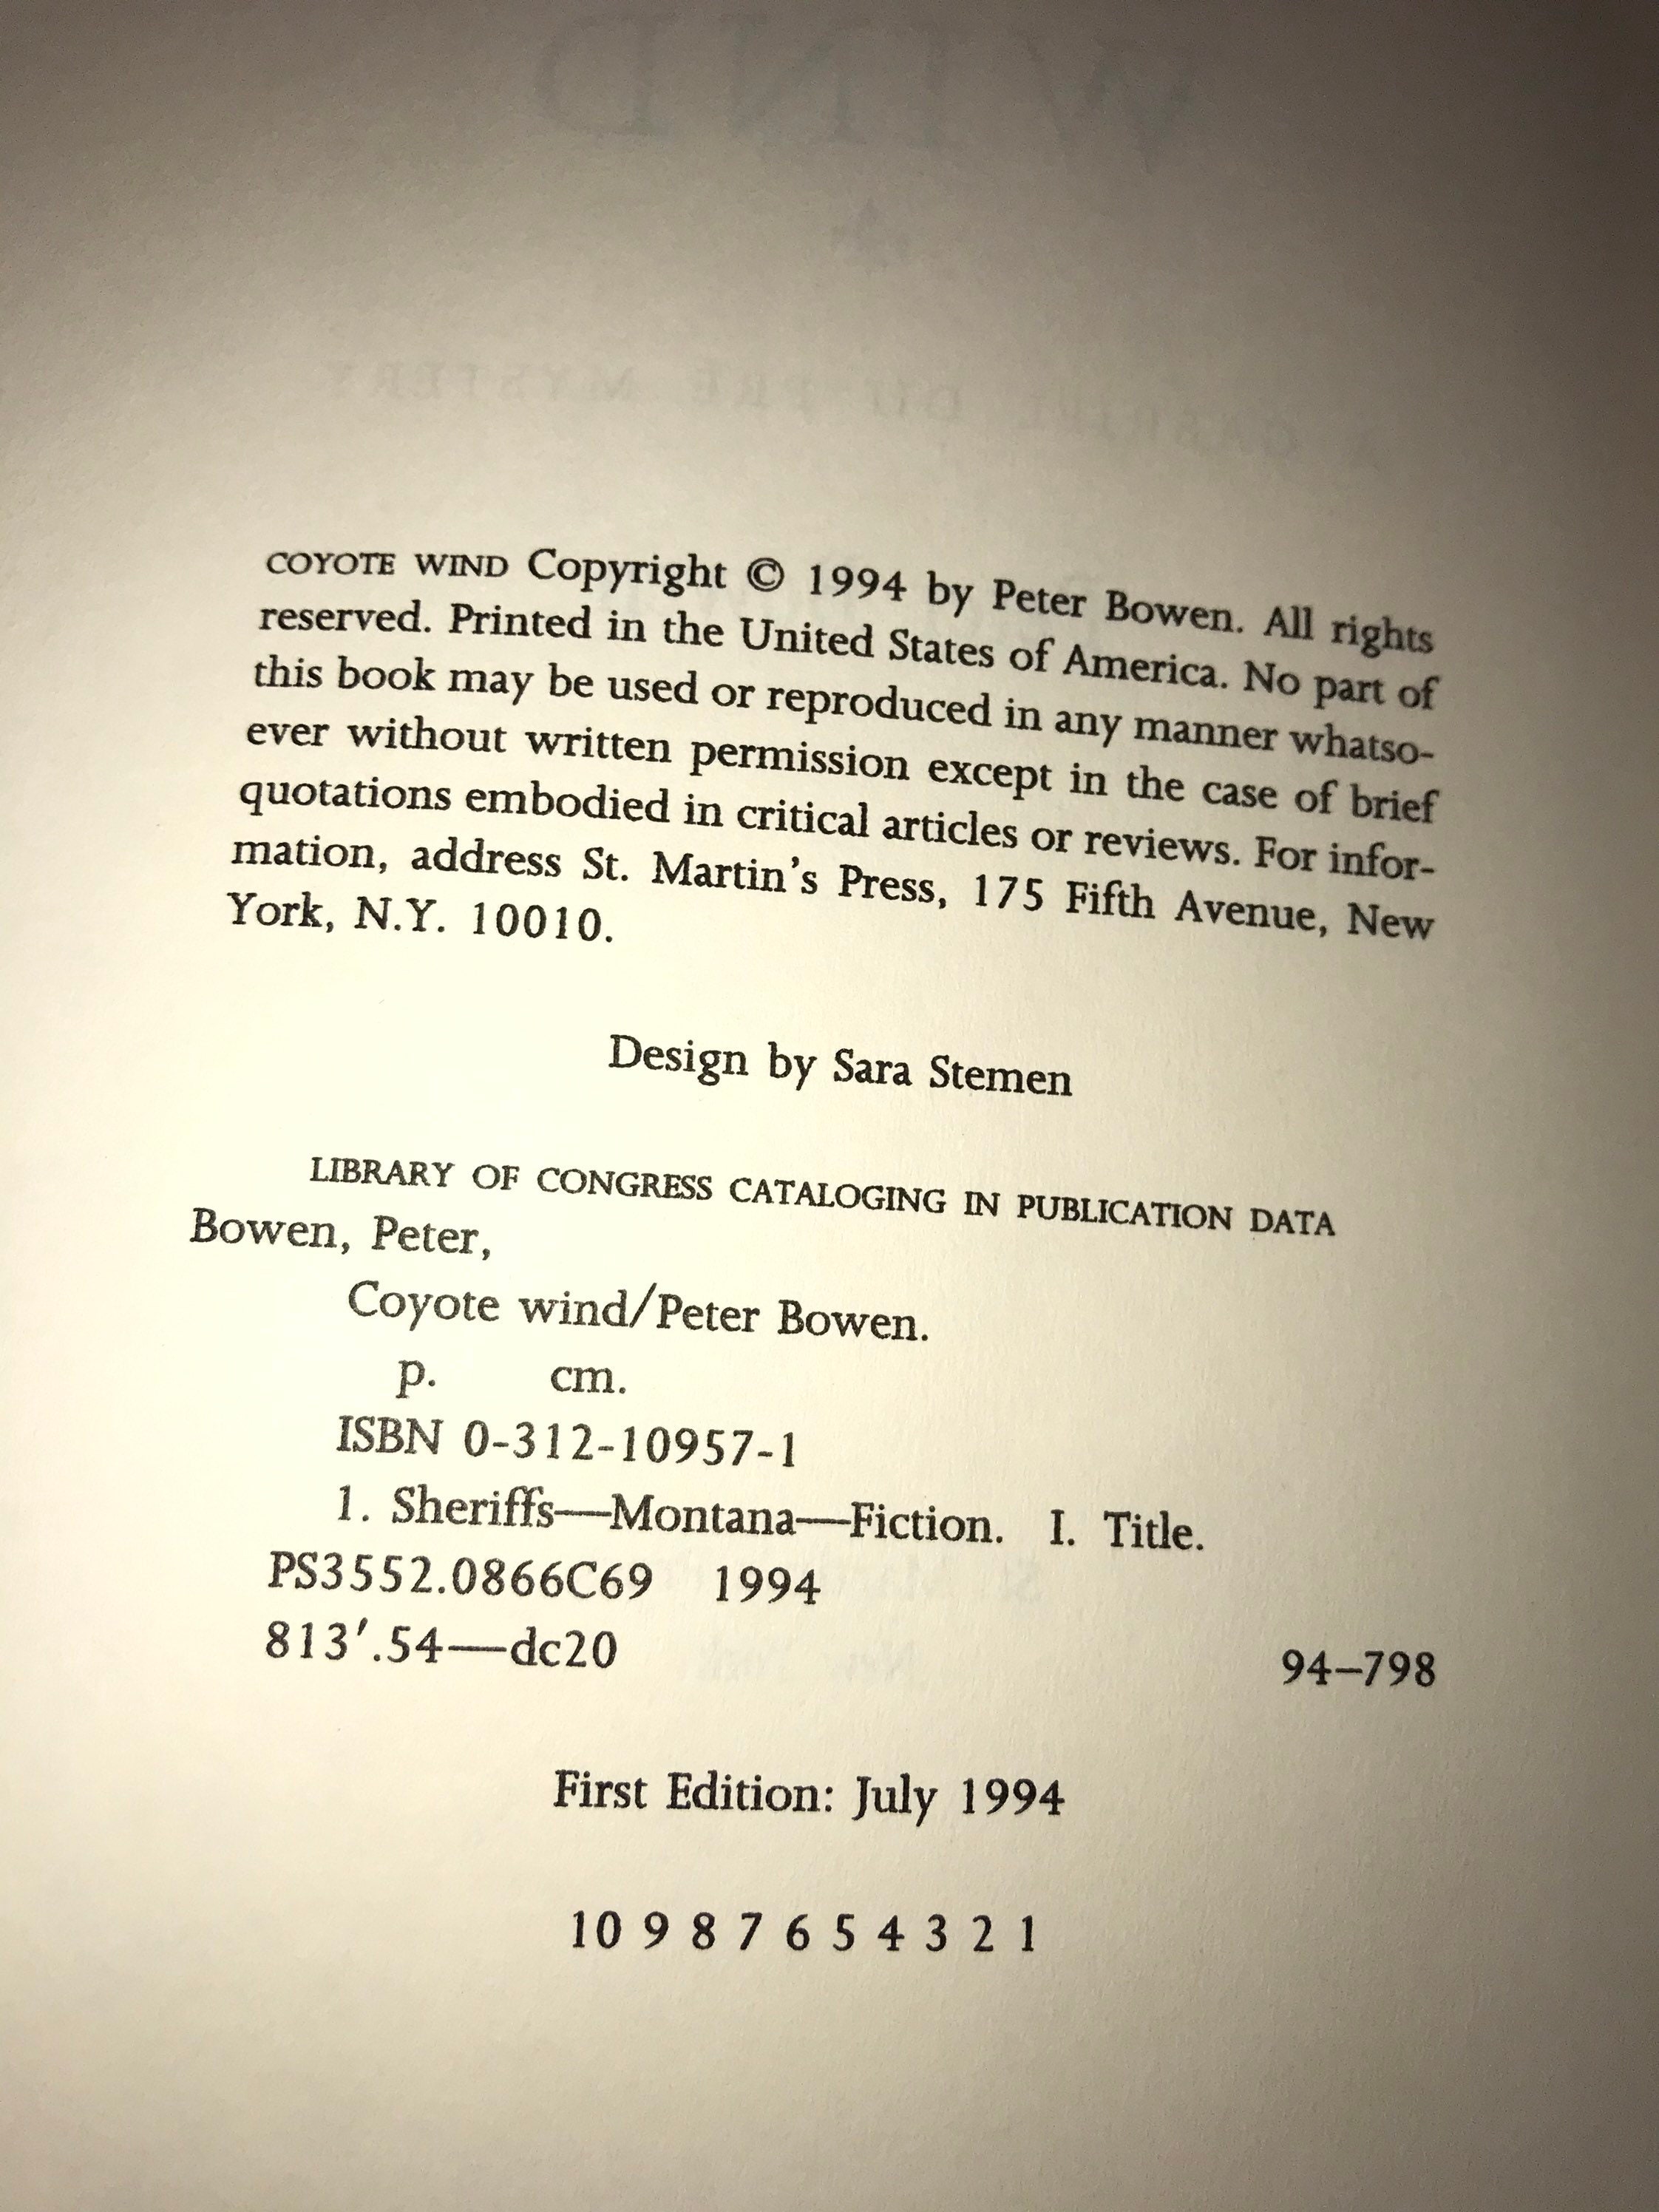 COYOTE WIND Copyright © 1994 by Peter Bowen. All rights
reserved. Printed in the United States of America. No part of
this book may be used or reproduced in any manner whatso-
ever without written permission except in the case of brief
quotations embodied in critical articles or reviews. For infor-
mation, address St. Martin's Press, 175 Fifth Avenue, New
York, N.Y. 10010.
Design by Sara Stemen
LIBRARY OF CONGRESS CATALOGING IN PUBLICATION DATA
Bowen, Peter,
Coyote wind/Peter Bowen.
p. cm.
ISBN 0-312-10957-1
1. Sheriffs—Montana—Fiction. I. Title.
PS3552.0866C69 1994
813'.54—dc20 94–798
First Edition: July 1994
10 9 8 7 6 5 4 3 2 1